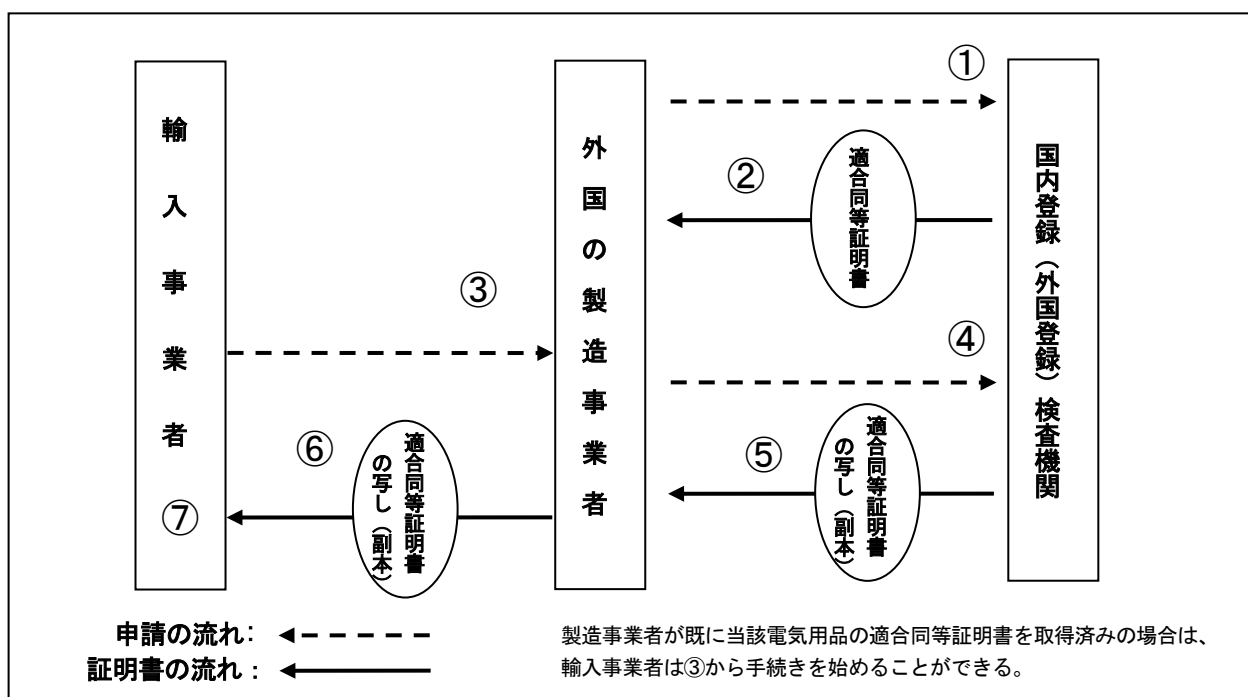 輸入事業者
⑦
外国の製造事業者
国内登録（外国登録）検査機関
①
②
適合同等証明書
③
④
⑤
適合同等証明書
の写し（副本）
⑥
適合同等証明書
の写し（副本）
申請の流れ：
証明書の流れ：
製造事業者が既に当該電気用品の適合同等証明書を取得済みの場合は、
輸入事業者は③から手続きを始めることができる。